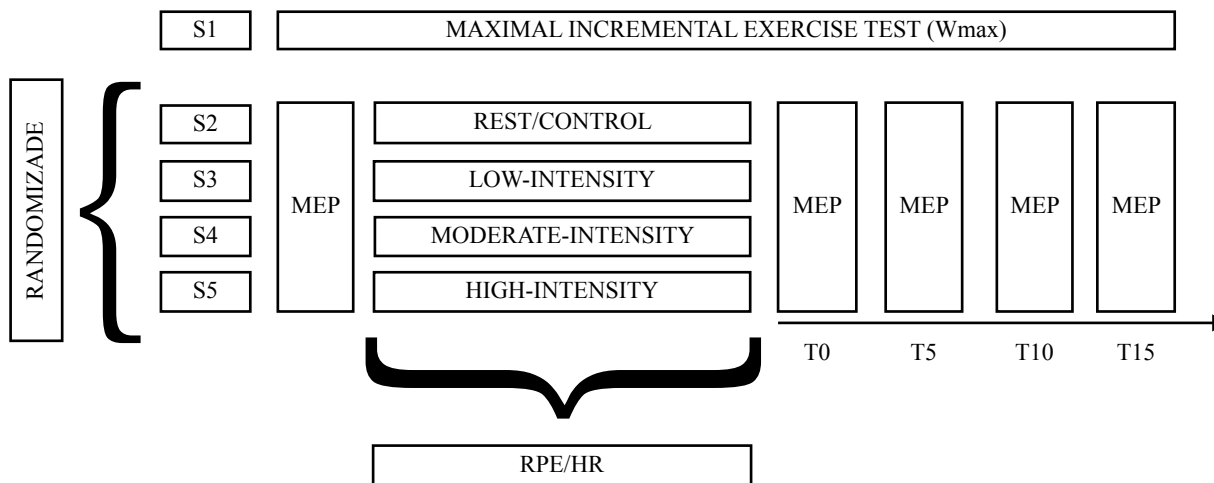 S1
MAXIMAL INCREMENTAL EXERCISE TEST (Wmax)
RANDOMIZADE
S2
S3
S4
S5
MEP
REST/CONTROL
LOW-INTENSITY
MODERATE-INTENSITY
HIGH-INTENSITY
MEP
MEP
MEP
MEP
T0
T5
T10
T15
RPE/HR